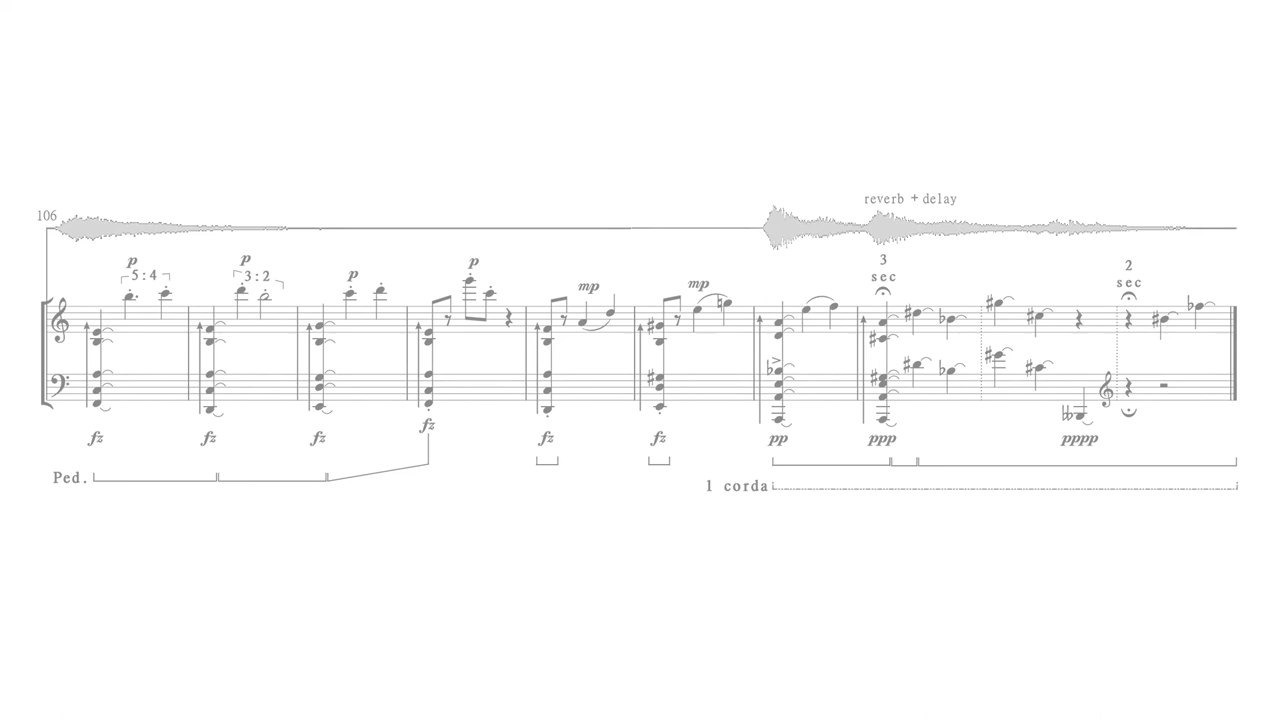 reverb + delay
106
3
sec
2
sec
p p p p mp mp
5:4 3:2
fz fz fz fz fz fz pp ppp pppp
Ped.
1 corda